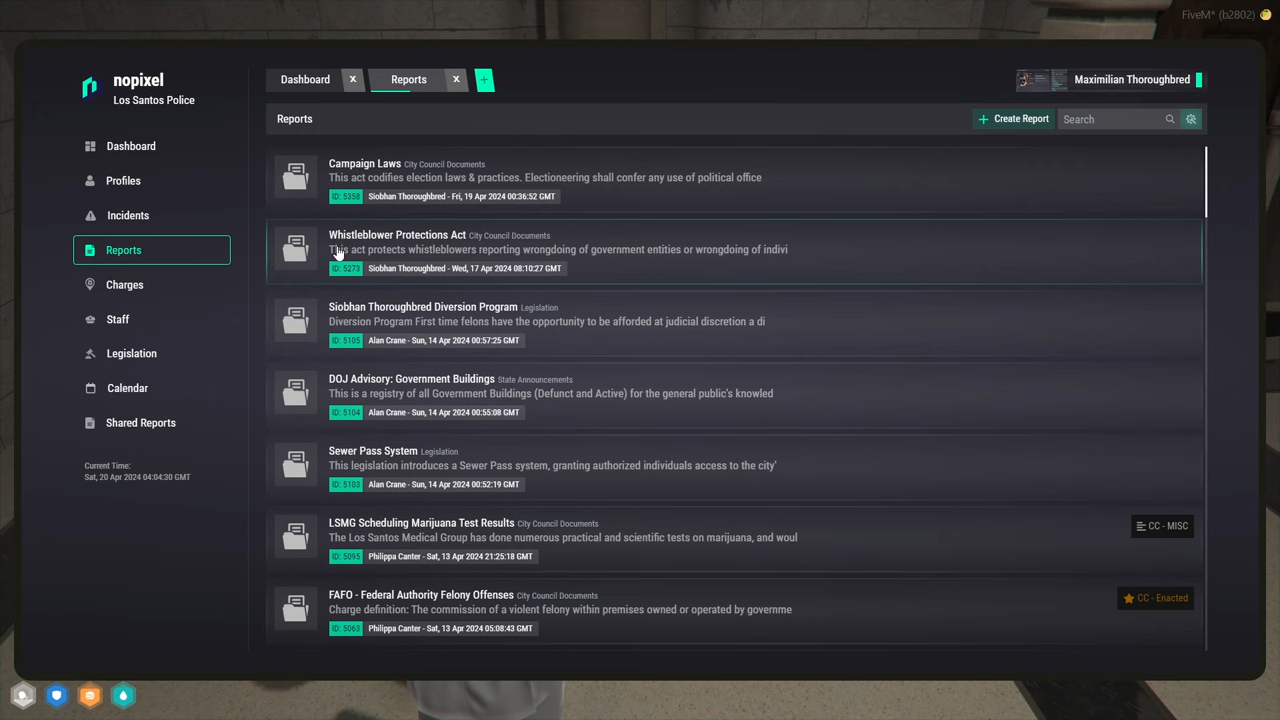 FiveM* (b2802)
nopixel
Los Santos Police
Dashboard
Profiles
Incidents
Reports
Charges
Staff
Legislation
Calendar
Shared Reports
Current Time:
Sat, 20 Apr 2024 04:04:30 GMT
Dashboard x Reports x +
Maximilian Thoroughbred
Reports
+ Create Report
Search
Campaign Laws City Council Documents
This act codifies election laws & practices. Electioneering shall confer any use of political office
ID: 5358 Siobhan Thoroughbred - Fri, 19 Apr 2024 00:36:52 GMT
Whistleblower Protections Act City Council Documents
This act protects whistleblowers reporting wrongdoing of government entities or wrongdoing of indivi
ID: 5273 Siobhan Thoroughbred - Wed, 17 Apr 2024 08:10:27 GMT
Siobhan Thoroughbred Diversion Program Legislation
Diversion Program First time felons have the opportunity to be afforded at judicial discretion a di
ID: 5105 Alan Crane - Sun, 14 Apr 2024 00:57:25 GMT
DOJ Advisory: Government Buildings State Announcements
This is a registry of all Government Buildings (Defunct and Active) for the general public's knowled
ID: 5104 Alan Crane - Sun, 14 Apr 2024 00:55:08 GMT
Sewer Pass System Legislation
This legislation introduces a Sewer Pass system, granting authorized individuals access to the city'
ID: 5103 Alan Crane - Sun, 14 Apr 2024 00:52:19 GMT
LSMG Scheduling Marijuana Test Results City Council Documents
The Los Santos Medical Group has done numerous practical and scientific tests on marijuana, and woul
ID: 5095 Philippa Canter - Sat, 13 Apr 2024 21:25:18 GMT
CC - MISC
FAFO - Federal Authority Felony Offenses City Council Documents
Charge definition: The commission of a violent felony within premises owned or operated by governme
ID: 5063 Philippa Canter - Sat, 13 Apr 2024 05:08:43 GMT
CC - Enacted